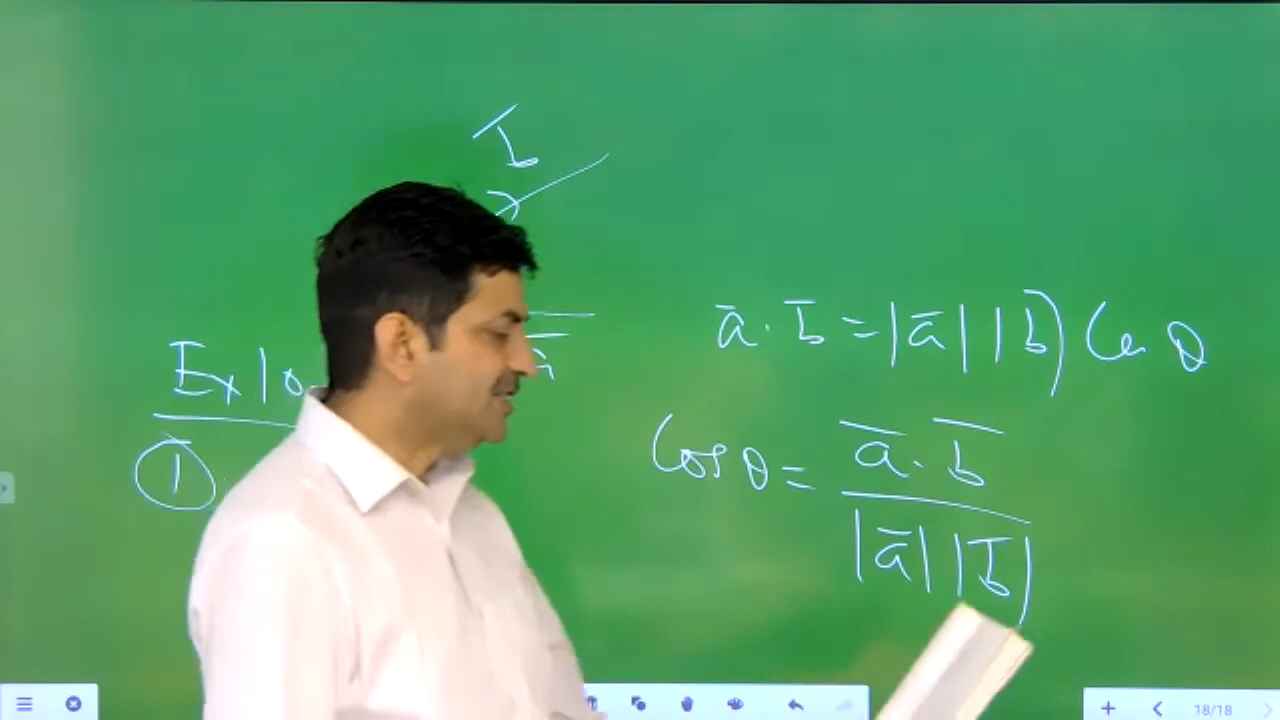 I
a̅ . b̅ = |a̅| |b̅| Cos θ
Ex 10
Cos θ = a̅ . b̅
|a̅| |b̅|
①
18/18